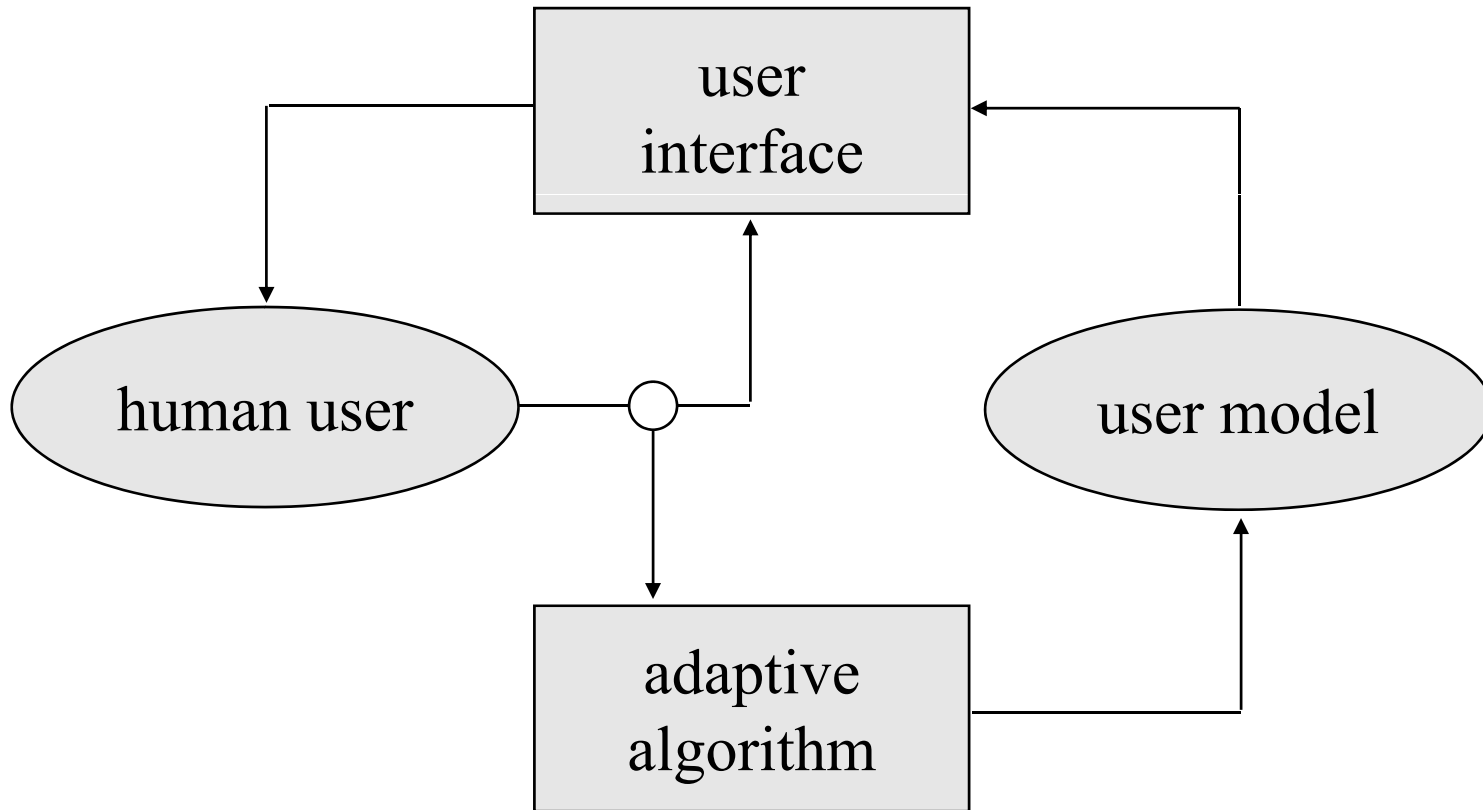 user
interface
human user
user model
adaptive
algorithm